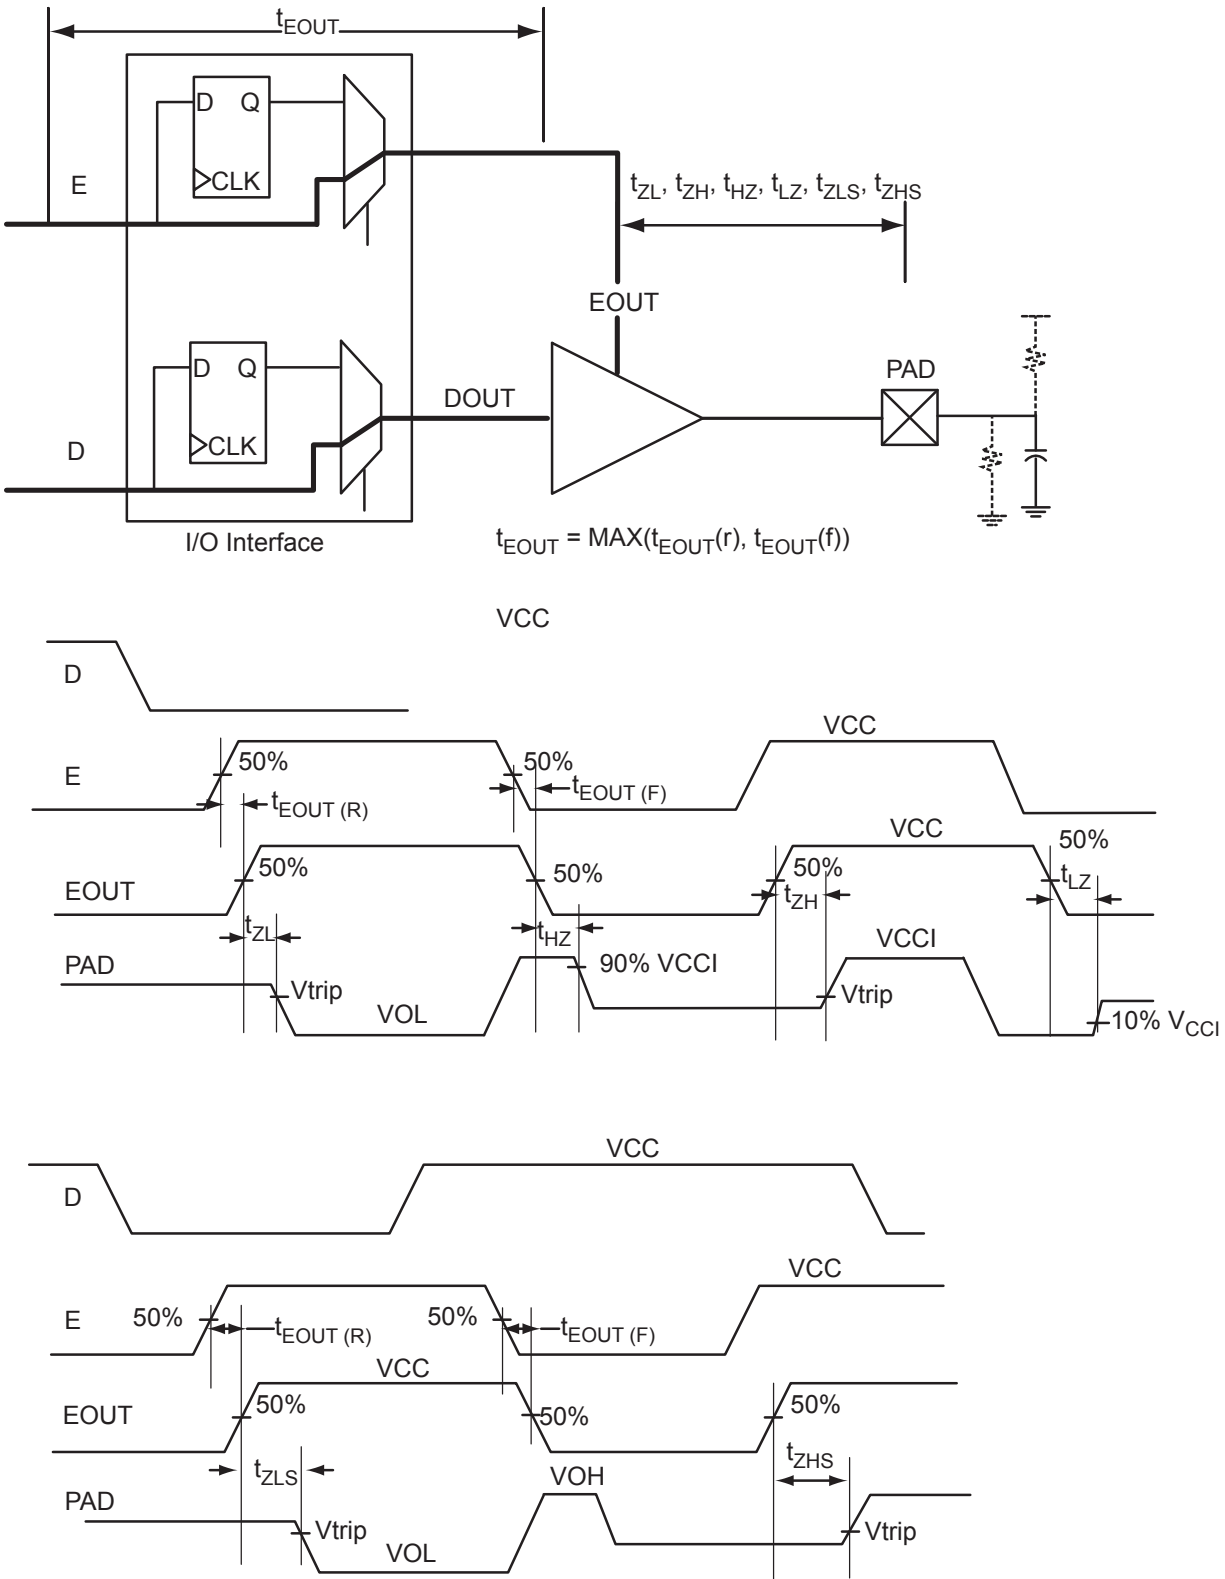 tEOUT
D Q
CLK
E
tZL, tZH, tHZ, tLZ, tZLS, tZHS
EOUT
D Q
CLK
DOUT
PAD
D
I/O Interface
tEOUT = MAX(tEOUT(r), tEOUT(f))
VCC
D
VCC
50%
50%
E
tEOUT (R)
tEOUT (F)
VCC
50%
50%
50%
50%
EOUT
tZH
tLZ
tZL
tHZ
VCCI
PAD
90% VCCI
Vtrip
Vtrip
VOL
10% VCCI
VCC
D
VCC
E
50%
50%
tEOUT (R)
tEOUT (F)
VCC
EOUT
50%
50%
50%
tZLS
tZHS
VOH
PAD
Vtrip
Vtrip
VOL